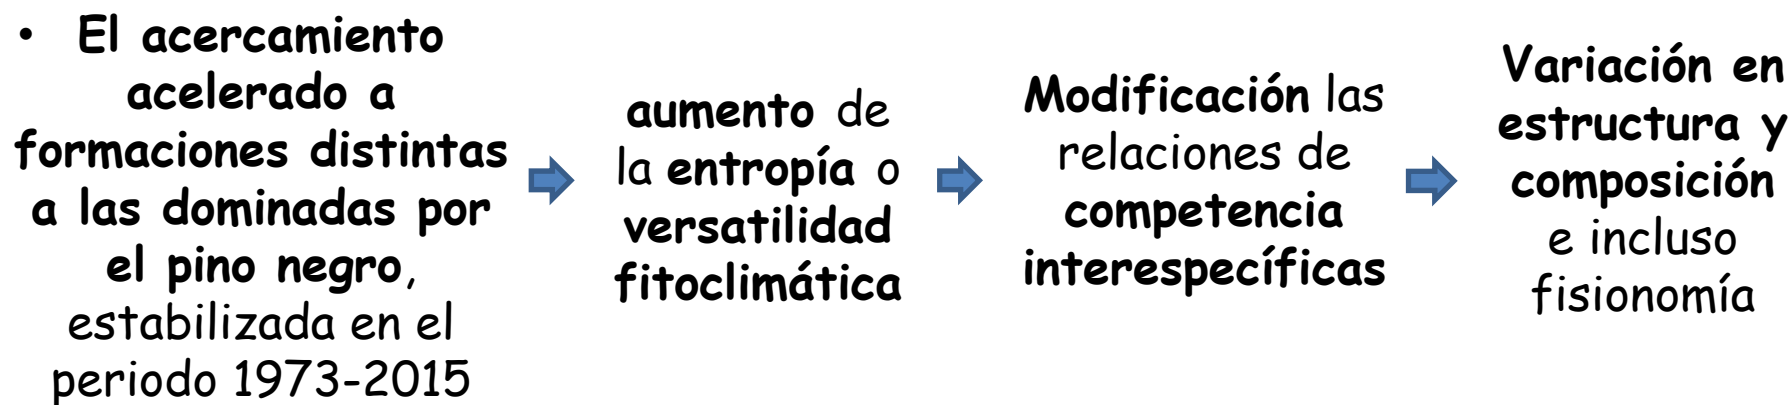 • El acercamiento
acelerado a
formaciones distintas
a las dominadas por
el pino negro,
estabilizada en el
periodo 1973-2015
aumento de
la entropía o
versatilidad
fitoclimática
Modificación las
relaciones de
competencia
interespecíficas
Variación en
estructura y
composición
e incluso
fisionomía